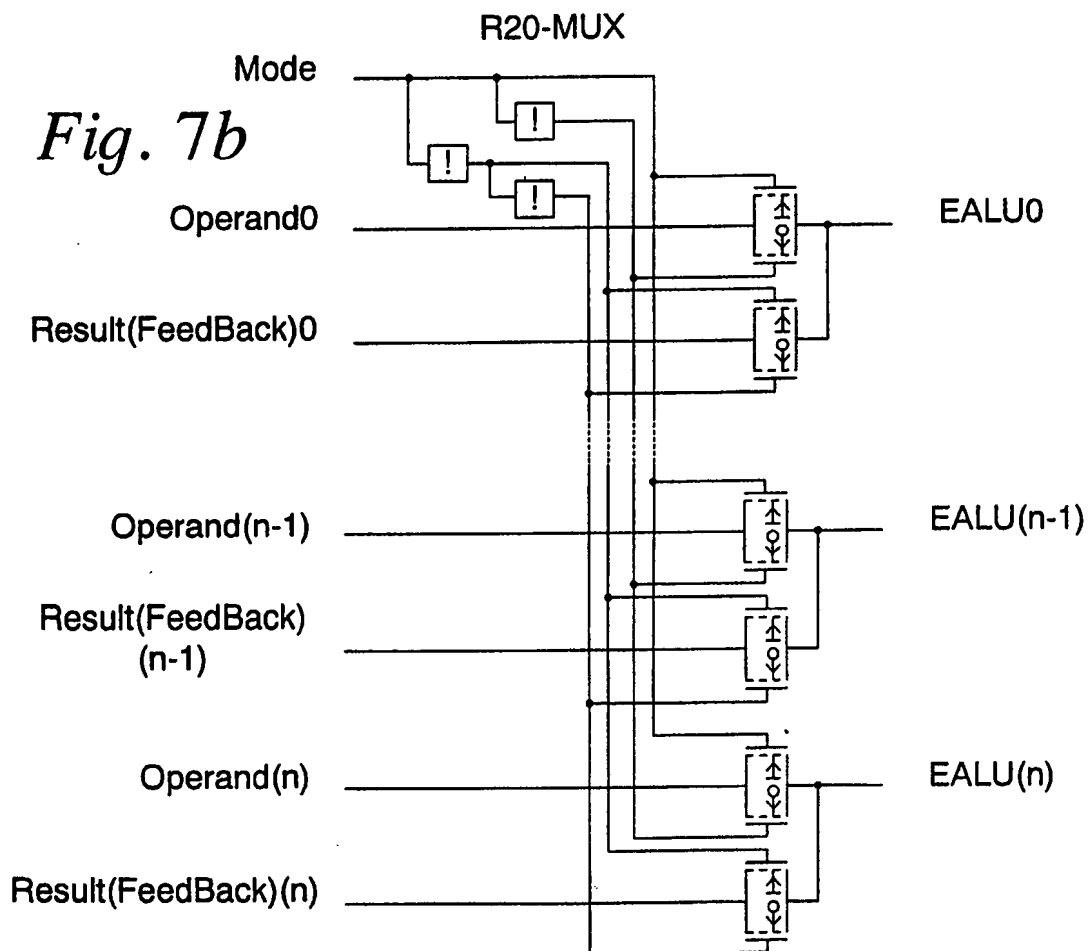 R20-MUX
Mode
Fig. 7b
!
!
!
Operand0
EALU0
Result(FeedBack)0
Operand(n-1)
EALU(n-1)
Result(FeedBack)
(n-1)
Operand(n)
EALU(n)
Result(FeedBack)(n)